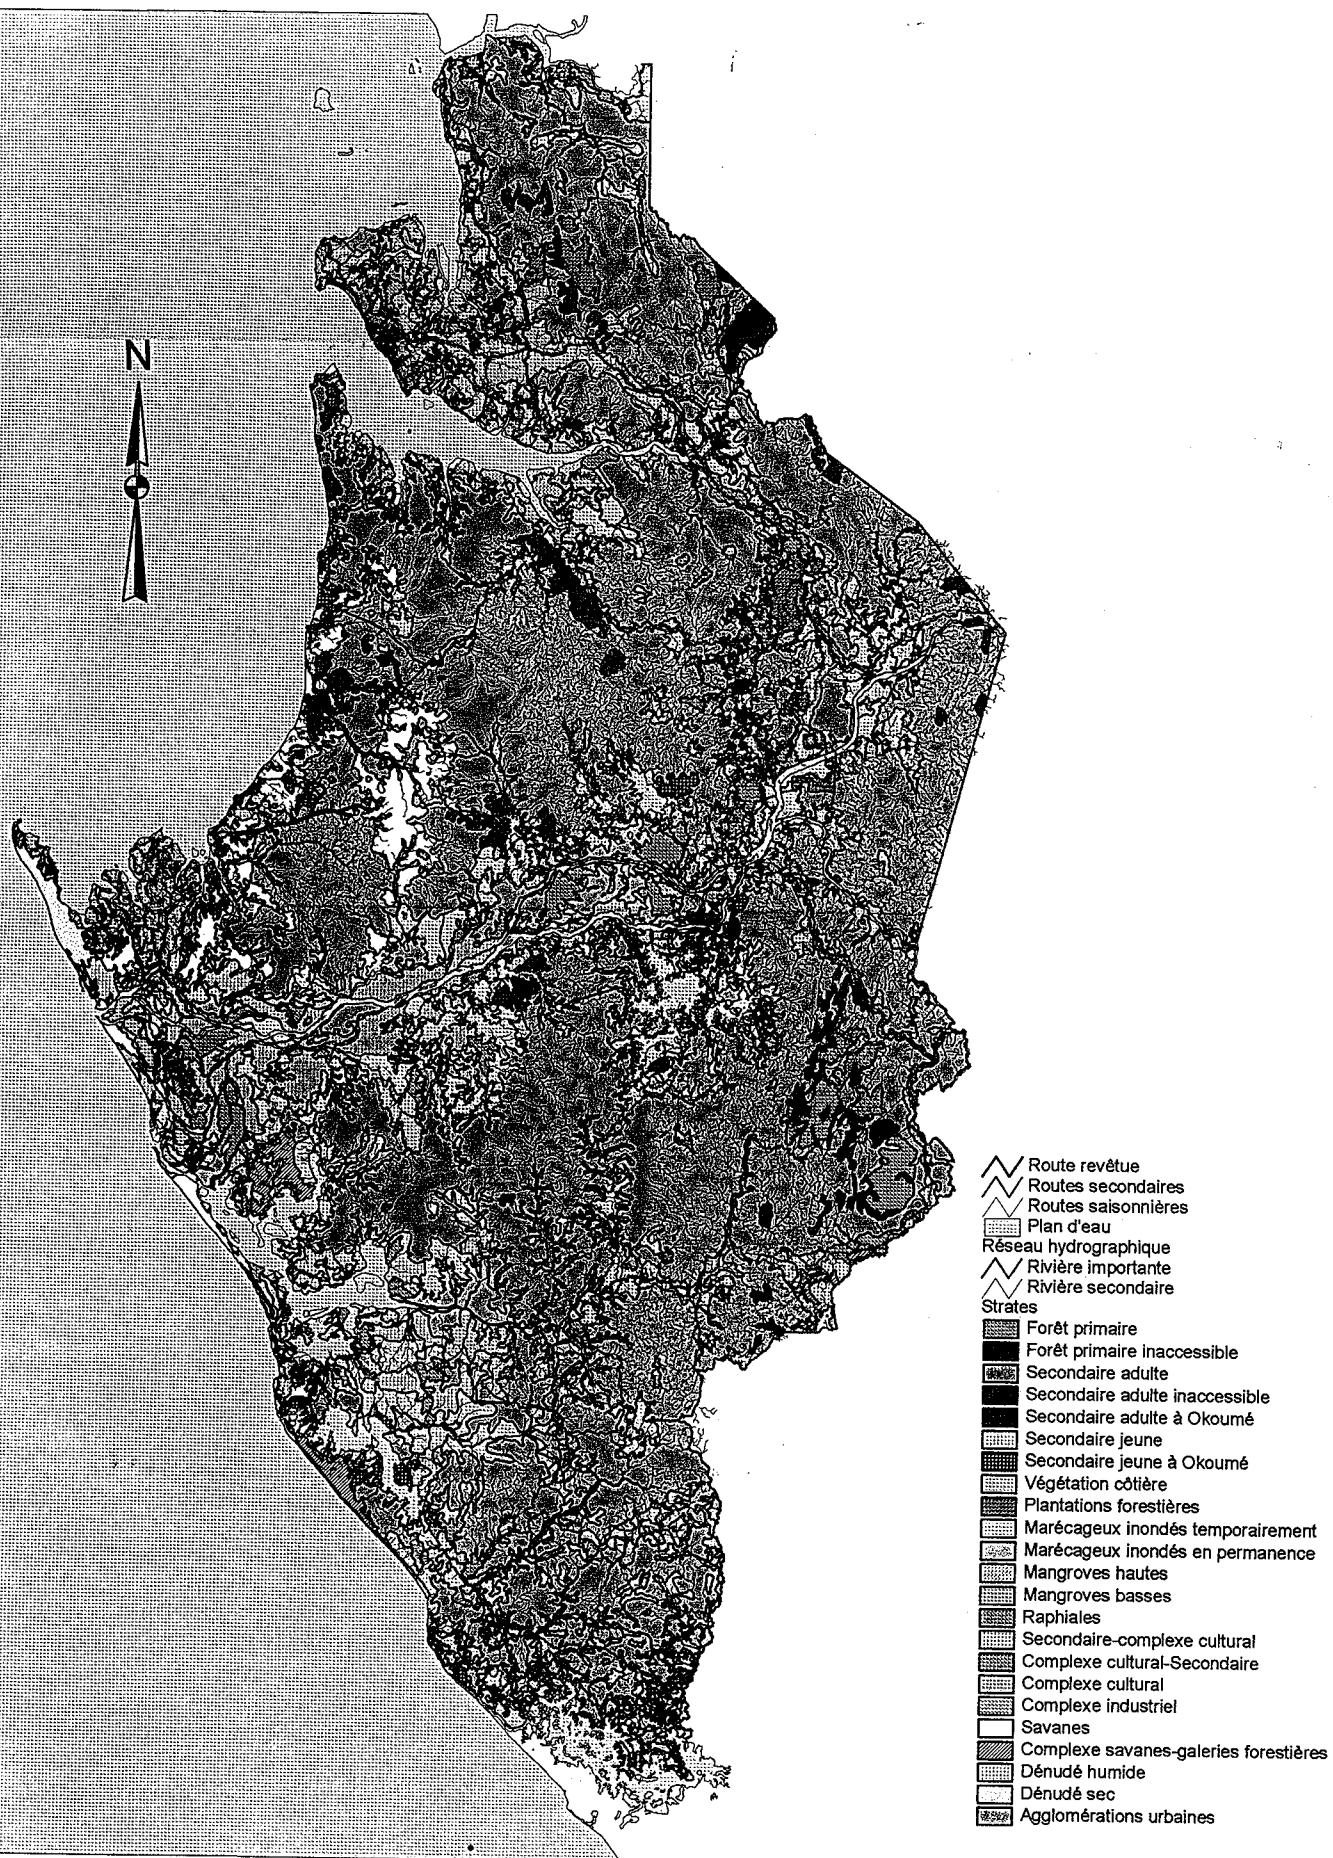 N
Route revêtue
Routes secondaires
Routes saisonnières
Plan d'eau
Réseau hydrographique
Rivière importante
Rivière secondaire
Strates
Forêt primaire
Forêt primaire inaccessible
Secondaire adulte
Secondaire adulte inaccessible
Secondaire adulte à Okoumé
Secondaire jeune
Secondaire jeune à Okoumé
Végétation côtière
Plantations forestières
Marécageux inondés temporairement
Marécageux inondés en permanence
Mangroves hautes
Mangroves basses
Raphiales
Secondaire-complexe cultural
Complexe cultural-Secondaire
Complexe cultural
Complexe industriel
Savanes
Complexe savanes-galeries forestières
Dénudé humide
Dénudé sec
Agglomérations urbaines